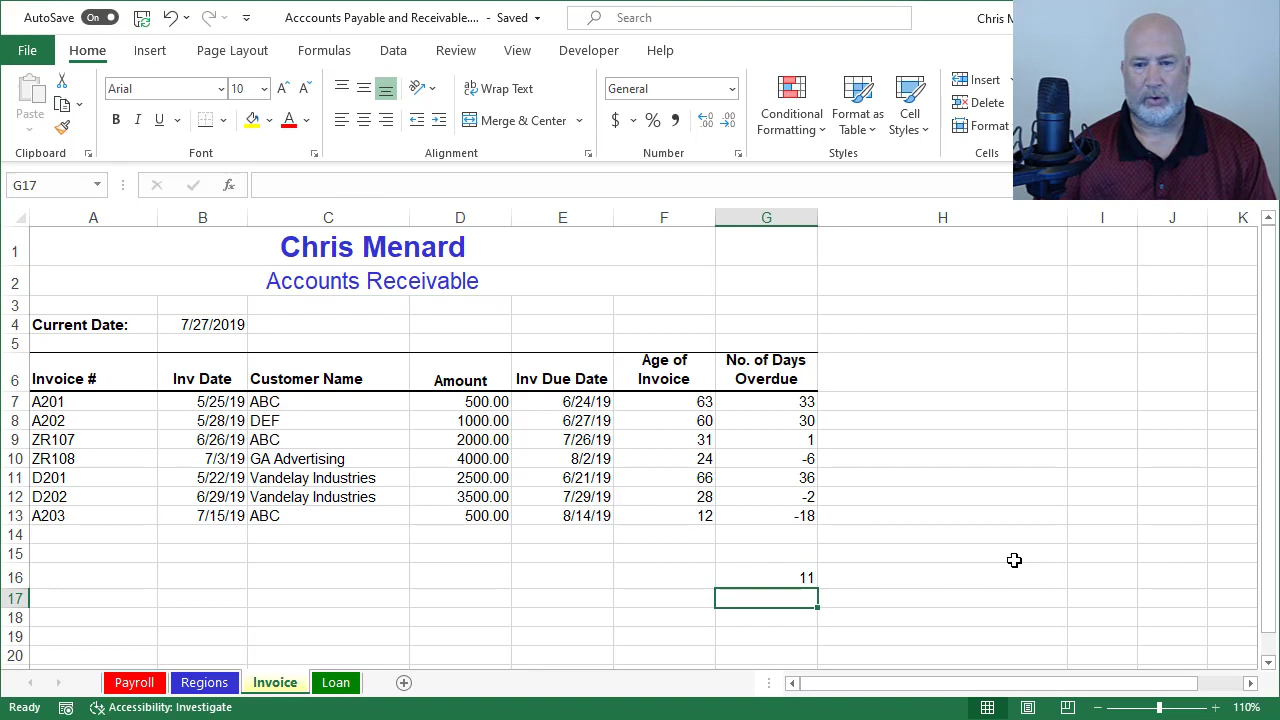 AutoSave On Acccounts Payable and Receivable.... - Saved Search Chris M
File Home Insert Page Layout Formulas Data Review View Developer Help
Paste Arial 10 Wrap Text General Conditional Format as Cell Insert
B I U Merge & Center $ % Formatting Table Styles Delete
Format
Clipboard Font Alignment Number Styles Cells
G17 fx
A B C D E F G H I J K
1 Chris Menard
2 Accounts Receivable
3
4 Current Date: 7/27/2019
5
6 Invoice # Inv Date Customer Name Amount Inv Due Date Age of Invoice No. of Days Overdue
7 A201 5/25/19 ABC 500.00 6/24/19 63 33
8 A202 5/28/19 DEF 1000.00 6/27/19 60 30
9 ZR107 6/26/19 ABC 2000.00 7/26/19 31 1
10 ZR108 7/3/19 GA Advertising 4000.00 8/2/19 24 -6
11 D201 5/22/19 Vandelay Industries 2500.00 6/21/19 66 36
12 D202 6/29/19 Vandelay Industries 3500.00 7/29/19 28 -2
13 A203 7/15/19 ABC 500.00 8/14/19 12 -18
14
15
16 11
17
18
19
20
Payroll Regions Invoice Loan
Ready Accessibility: Investigate 110%